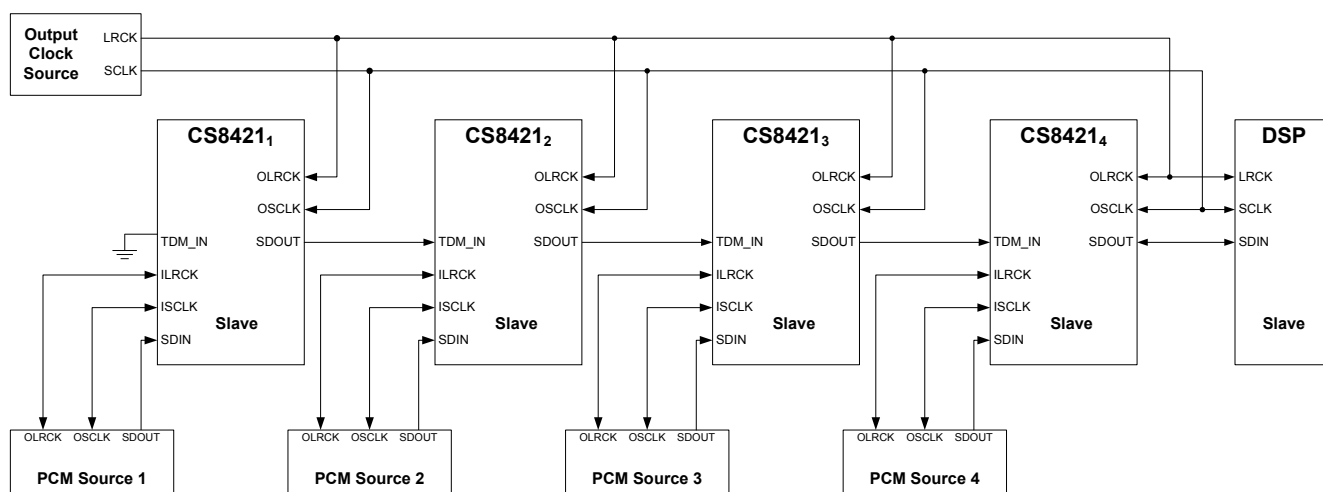 Output
Clock
Source
LRCK
SCLK
CS8421₁
OLRCK
OSCLK
TDM_IN
SDOUT
ILRCK
ISCLK
Slave
SDIN
CS8421₂
OLRCK
OSCLK
TDM_IN
SDOUT
ILRCK
ISCLK
Slave
SDIN
CS8421₃
OLRCK
OSCLK
TDM_IN
SDOUT
ILRCK
ISCLK
Slave
SDIN
CS8421₄
OLRCK
OSCLK
TDM_IN
SDOUT
ILRCK
ISCLK
Slave
SDIN
DSP
LRCK
SCLK
SDIN
Slave
OLRCK OSCLK SDOUT
PCM Source 1
OLRCK OSCLK SDOUT
PCM Source 2
OLRCK OSCLK SDOUT
PCM Source 3
OLRCK OSCLK SDOUT
PCM Source 4